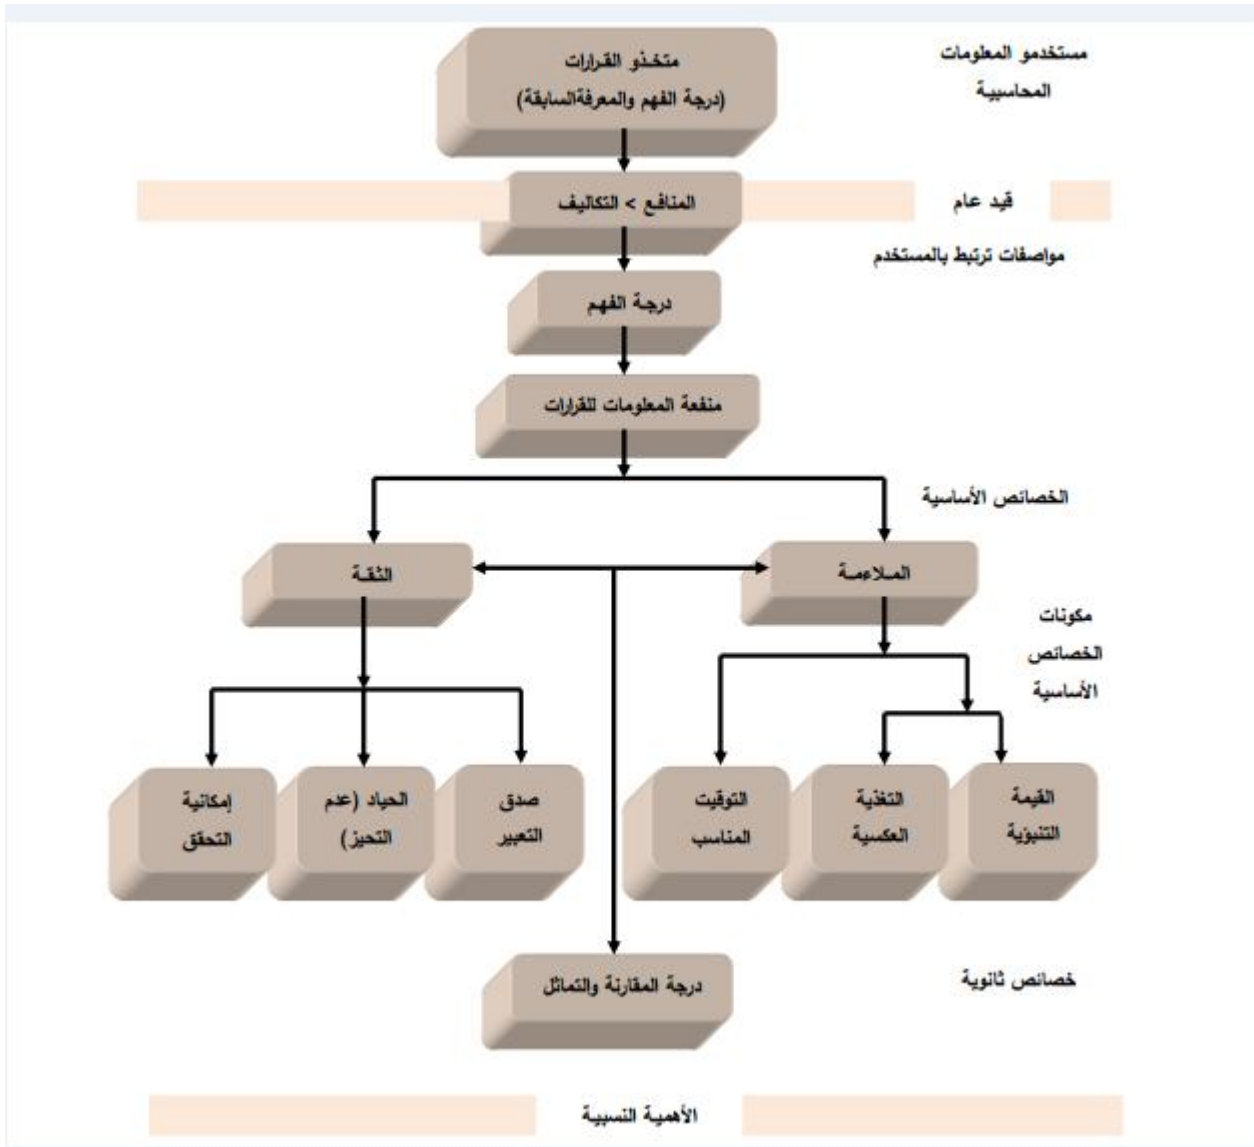 مستخدمو المعلومات
المحاسبية
متخذو القرارات
(درجة الفهم والمعرفةالسابقة)
قيد عام
المنافع > التكاليف
مواصفات ترتبط بالمستخدم
درجة الفهم
منفعة المعلومات للقرارات
الخصائص الأساسية
الملاءمة
الثقة
مكونات
الخصائص
الأساسية
القيمة
التنبؤية
التغذية
العكسية
التوقيت
المناسب
صدق
التعبير
الحياد (عدم
التحيز)
إمكانية
التحقق
خصائص ثانوية
درجة المقارنة والتماثل
الأهمية النسبية